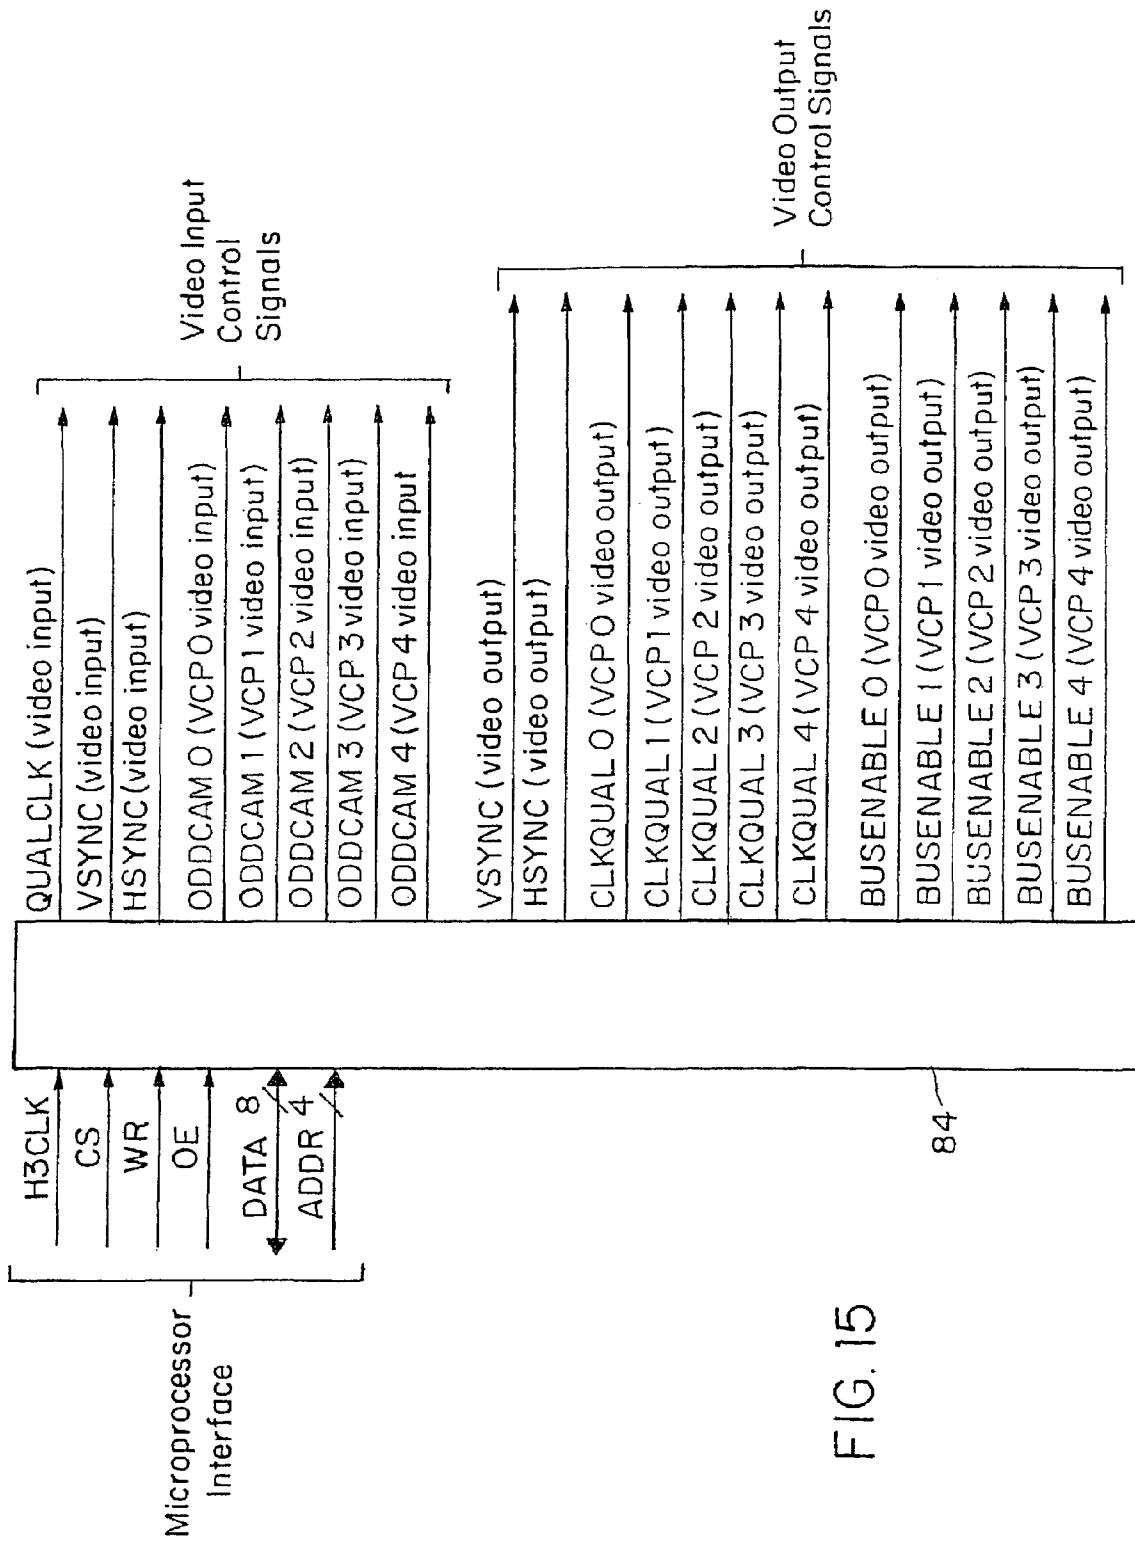 Microprocessor
Interface
H3CLK
CS
WR
OE
DATA 8
ADDR 4
QUALCLK (video input)
VSYNC (video input)
HSYNC (video input)
ODDCAM 0 (VCP 0 video input)
ODDCAM 1 (VCP 1 video input)
ODDCAM 2 (VCP 2 video input)
ODDCAM 3 (VCP 3 video input)
ODDCAM 4 (VCP 4 video input
Video Input
Control
Signals
VSYNC (video output)
HSYNC (video output)
CLKQUAL 0 (VCP 0 video output)
CLKQUAL 1 (VCP 1 video output)
CLKQUAL 2 (VCP 2 video output)
CLKQUAL 3 (VCP 3 video output)
CLKQUAL 4 (VCP 4 video output)
BUSENABLE 0 (VCP 0 video output)
BUSENABLE 1 (VCP 1 video output)
BUSENABLE 2 (VCP 2 video output)
BUSENABLE 3 (VCP 3 video output)
BUSENABLE 4 (VCP 4 video output)
Video Output
Control Signals
84
FIG. 15